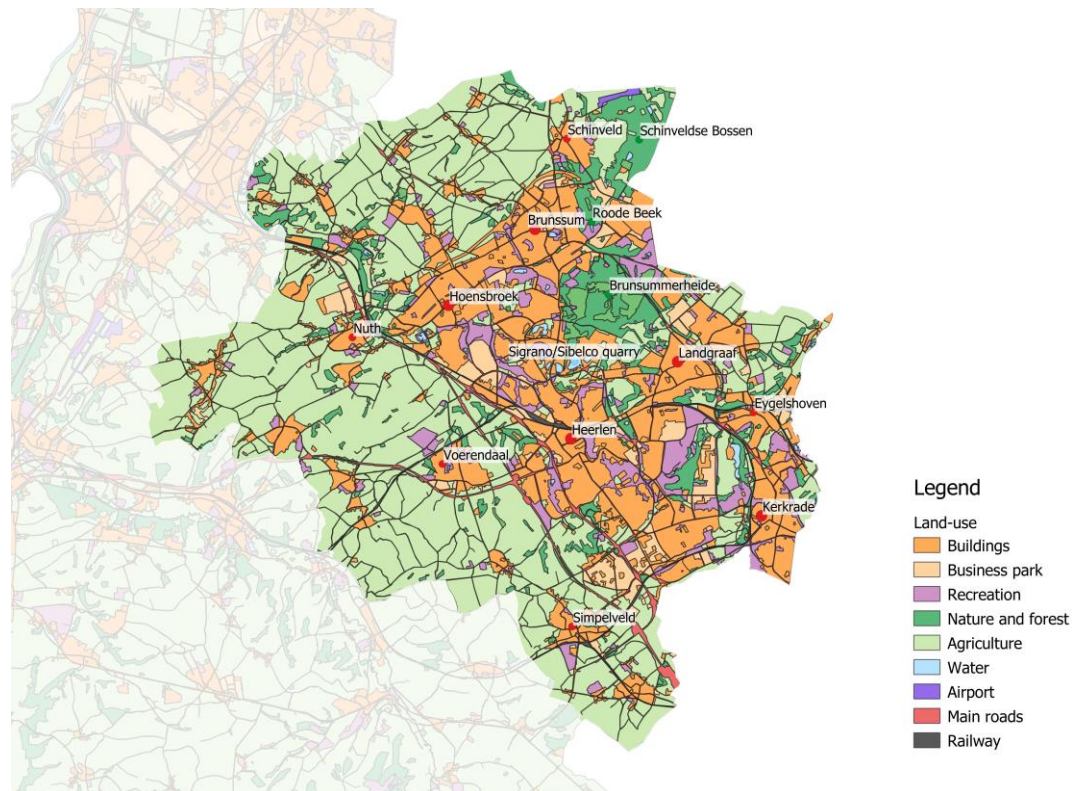 Schinveld
Schinveldse Bossen
Roode Beek
Brunssum
Brunsummerheide
Hoensbroek
Nuth
Sigrano/Sibelco quarry
Landgraaf
Eygelshoven
Heerlen
Voerendaal
Kerkrade
Simpelveld
Legend
Land-use
Buildings
Business park
Recreation
Nature and forest
Agriculture
Water
Airport
Main roads
Railway